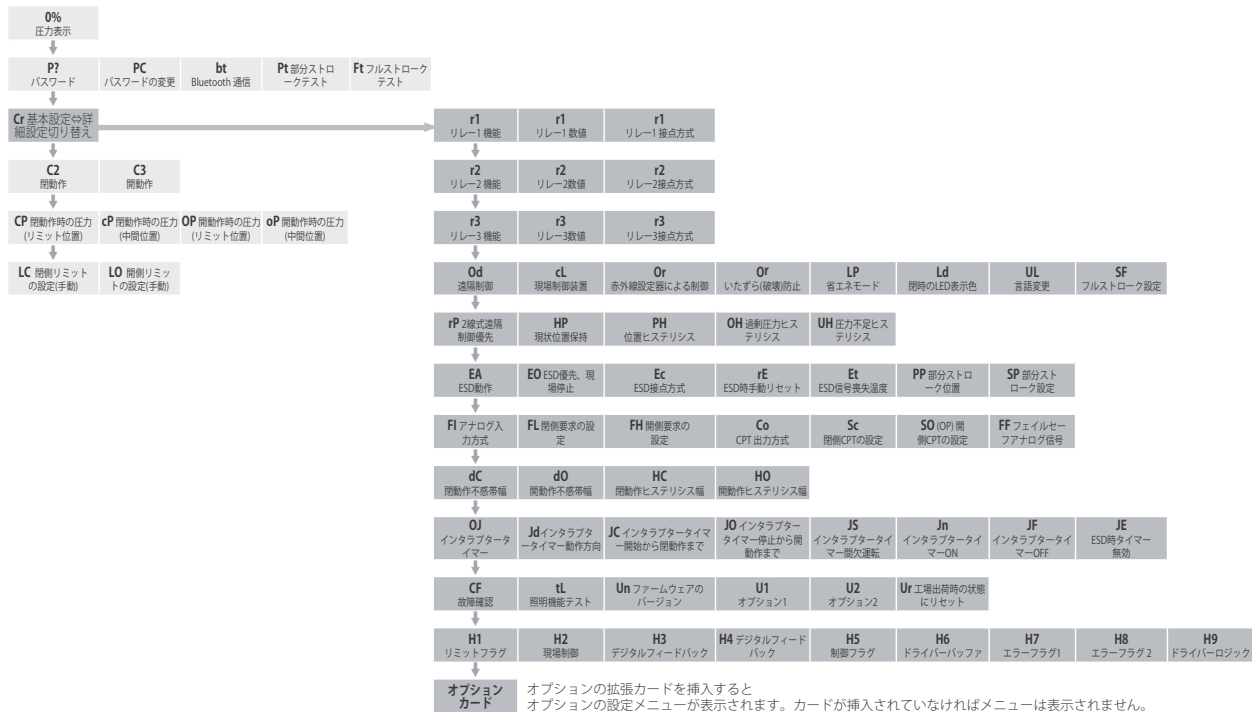 0%
圧力表示
P?
パスワード
PC
パスワードの変更
bt
Bluetooth 通信
Pt 部分ストロ
ークテスト
Ft フルストローク
テスト
Cr 基本設定⇔詳
細設定切り替え
r1
リレー1 機能
r1
リレー1 数値
r1
リレー1 接点方式
C2
閉動作
C3
開動作
r2
リレー2 機能
r2
リレー2数値
r2
リレー2接点方式
CP 閉動作時の圧力
(リミット位置)
cP 閉動作時の圧力
(中間位置)
OP 開動作時の圧力
(リミット位置)
oP 開動作時の圧力
(中間位置)
r3
リレー3 機能
r3
リレー3数値
r3
リレー3接点方式
LC 閉側リミット
の設定(手動)
LO 開側リミッ
トの設定(手動)
Od
遠隔制御
cL
現場制御装置
Or
赤外線設定器による制御
Or
いたずら(破壊)防止
LP
省エネモード
Ld
閉時のLED表示色
UL
言語変更
SF
フルストローク設定
rP 2線式遠隔
制御優先
HP
現状位置保持
PH
位置ヒステリシス
OH 過剰圧力ヒス
テリシス
UH 圧力不足ヒス
テリシス
EA
ESD動作
EO ESD優先、現
場停止
Ec
ESD接点方式
rE
ESD時手動リセット
Et
ESD信号喪失温度
PP 部分ストロ
ーク位置
SP 部分スト
ローク設定
FI アナログ入
力方式
FL 閉側要求の設
定
FH 開側要求の
設定
Co
CPT 出力方式
Sc
閉側CPTの設定
SO (OP) 開
側CPTの設定
FF フェイルセー
フアナログ信号
dC
閉動作不感帯幅
dO
開動作不感帯幅
HC
閉動作ヒステリシス幅
HO
開動作ヒステリシス幅
OJ
インタラプタータ
イマー
Jdインタラプタ
ータイマー動作方向
JC インタラプタータイマ
ー開始から閉動作まで
JO インタラプター
タイマー停止から開
動作まで
JS
インタラプタータイ
マー間欠運転
Jn
インタラプタータイ
マーON
JF
インタラプタータイ
マーOFF
JE
ESD時タイマー
無効
CF
故障確認
tL
照明機能テスト
Un ファームウェアの
バージョン
U1
オプション1
U2
オプション2
Ur 工場出荷時の状態
にリセット
H1
リミットフラグ
H2
現場制御
H3
デジタルフィードバック
H4 デジタルフィード
バック
H5
制御フラグ
H6
ドライバーバッファ
H7
エラーフラグ1
H8
エラーフラグ 2
H9
ドライバーロジック
オプション
カード
オプションの拡張カードを挿入すると
オプションの設定メニューが表示されます。カードが挿入されていなければメニューは表示されません。